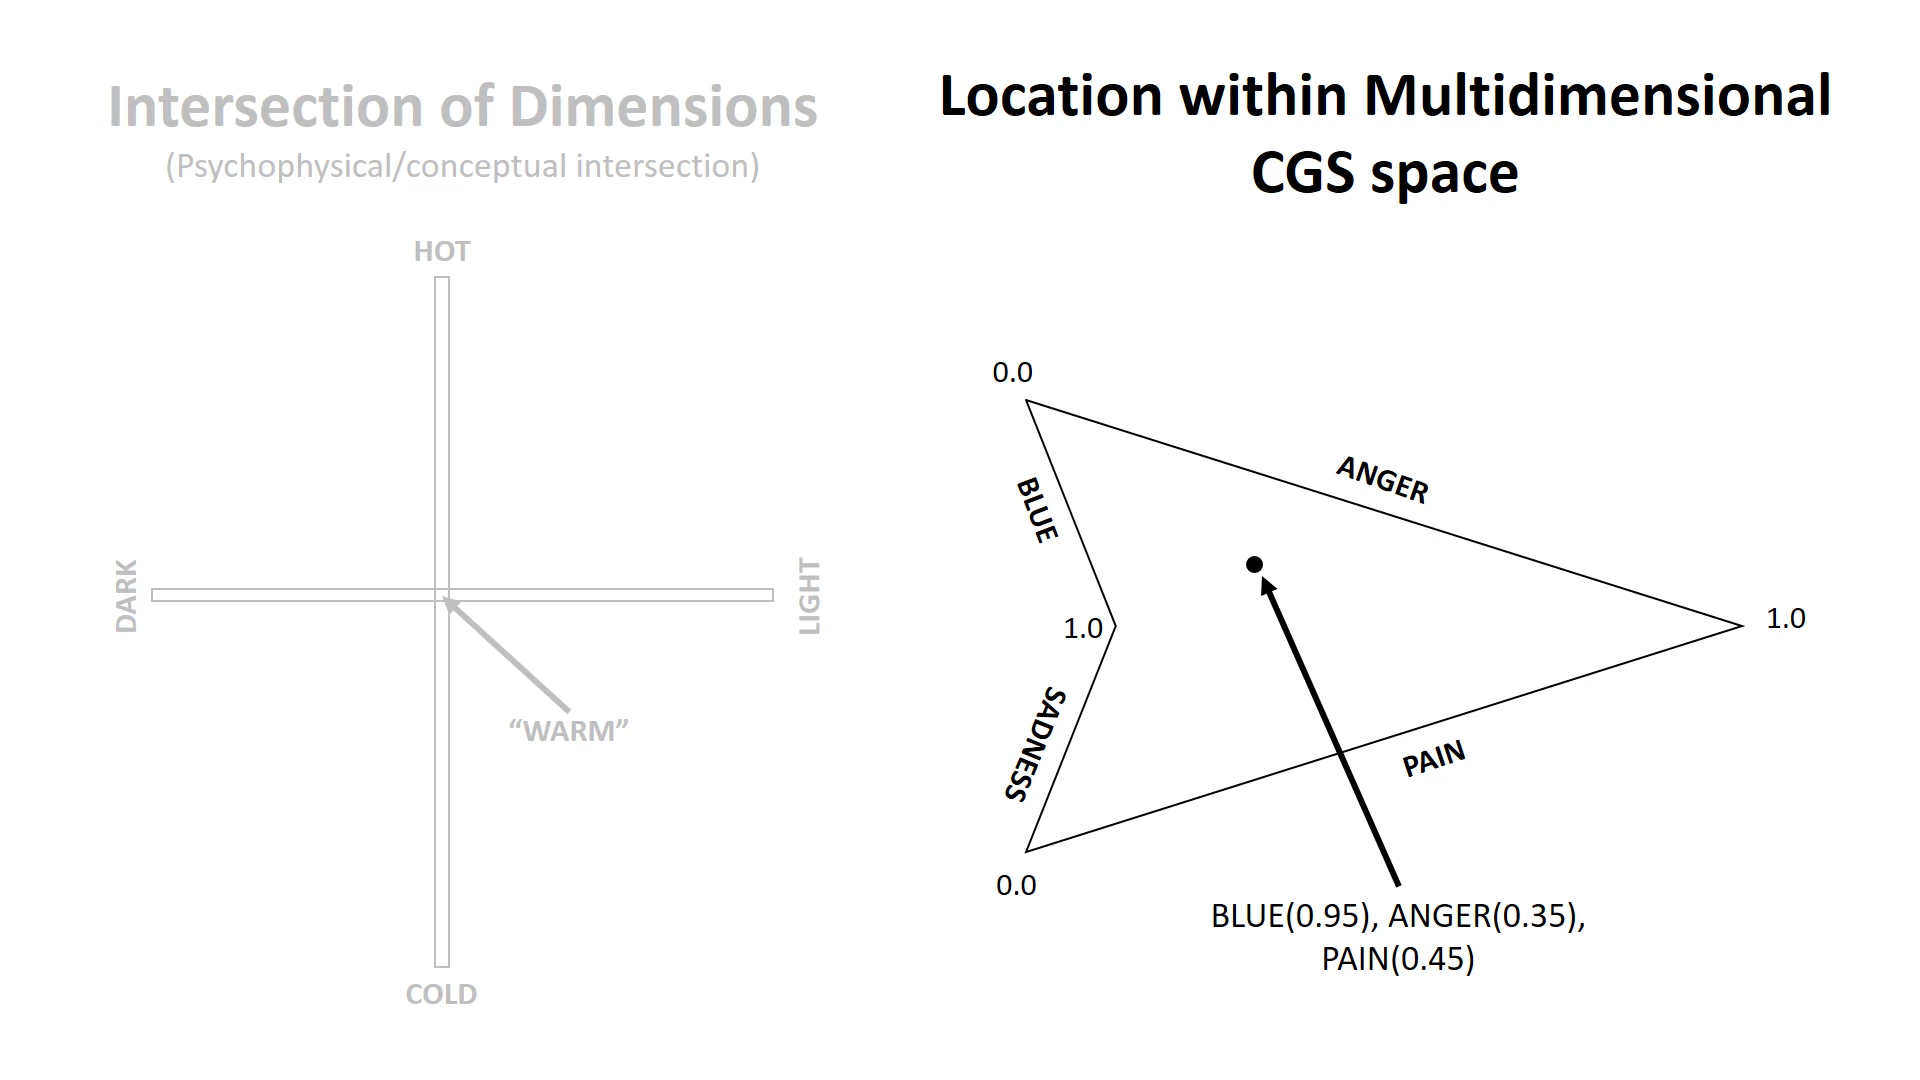 Intersection of Dimensions
(Psychophysical/conceptual intersection)
HOT
DARK
LIGHT
“WARM”
COLD
Location within Multidimensional
CGS space
0.0
ANGER
BLUE
1.0
1.0
SADNESS
PAIN
0.0
BLUE(0.95), ANGER(0.35),
PAIN(0.45)